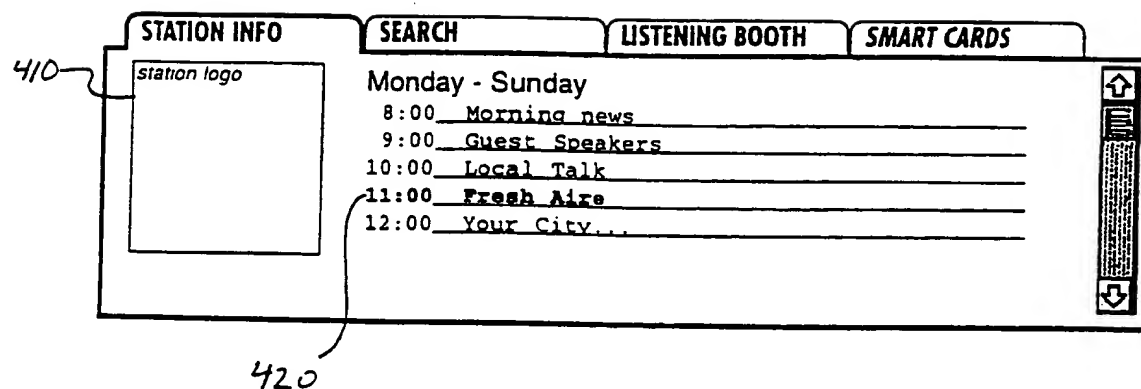 STATION INFO SEARCH LISTENING BOOTH SMART CARDS
410
station logo
Monday - Sunday
8:00 Morning news
9:00 Guest Speakers
10:00 Local Talk
11:00 Fresh Aire
12:00 Your City...
420